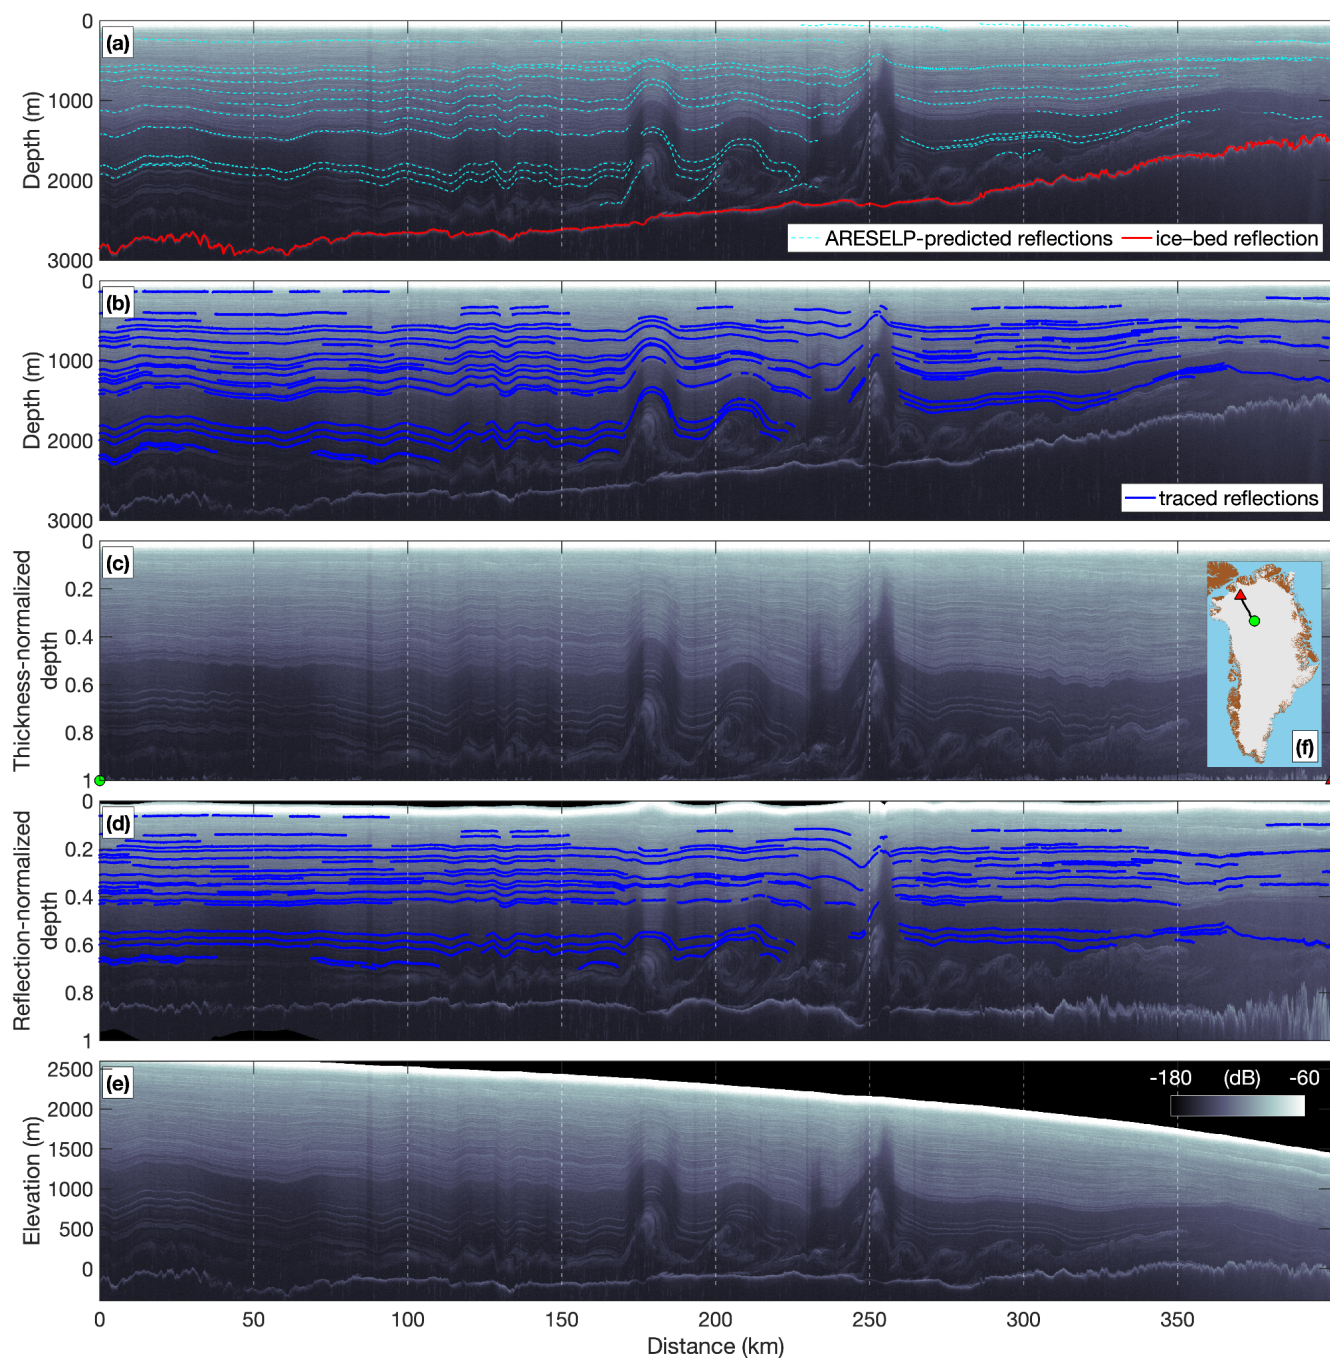 (a)
0
1000
2000
3000
Depth (m)
ARESELP-predicted reflections
ice–bed reflection
(b)
0
1000
2000
3000
Depth (m)
traced reflections
(c)
0
0.2
0.4
0.6
0.8
1
Thickness-normalized
depth
(f)
(d)
0
0.2
0.4
0.6
0.8
1
Reflection-normalized
depth
(e)
2500
2000
1500
1000
500
0
Elevation (m)
-180 (dB) -60
0 50 100 150 200 250 300 350
Distance (km)